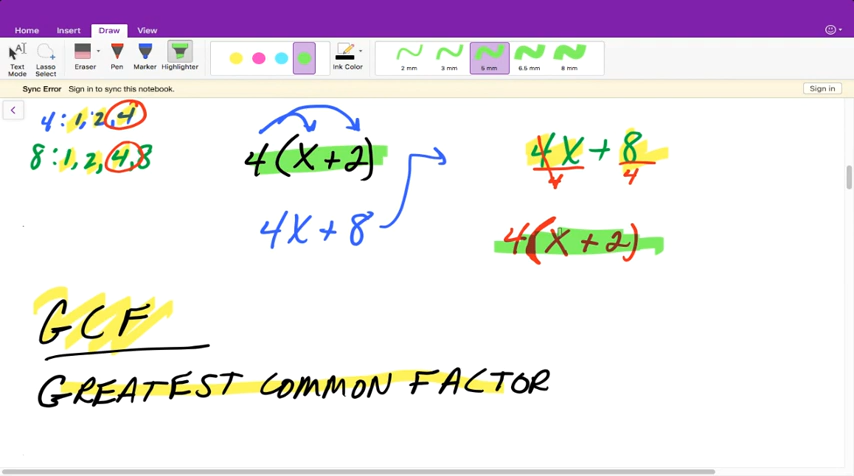 Home Insert Draw View
Text Mode
Lasso Select
Eraser
Pen
Marker
Highlighter
Ink Color
2 mm
3 mm
5 mm
6.5 mm
8 mm
Sync Error Sign in to sync this notebook.
Sign in
4: 1, 2, 4
8: 1, 2, 4, 8
4(x+2)
4x+8
4x + 8
4 4
4(x+2)
GCF
GREATEST COMMON FACTOR